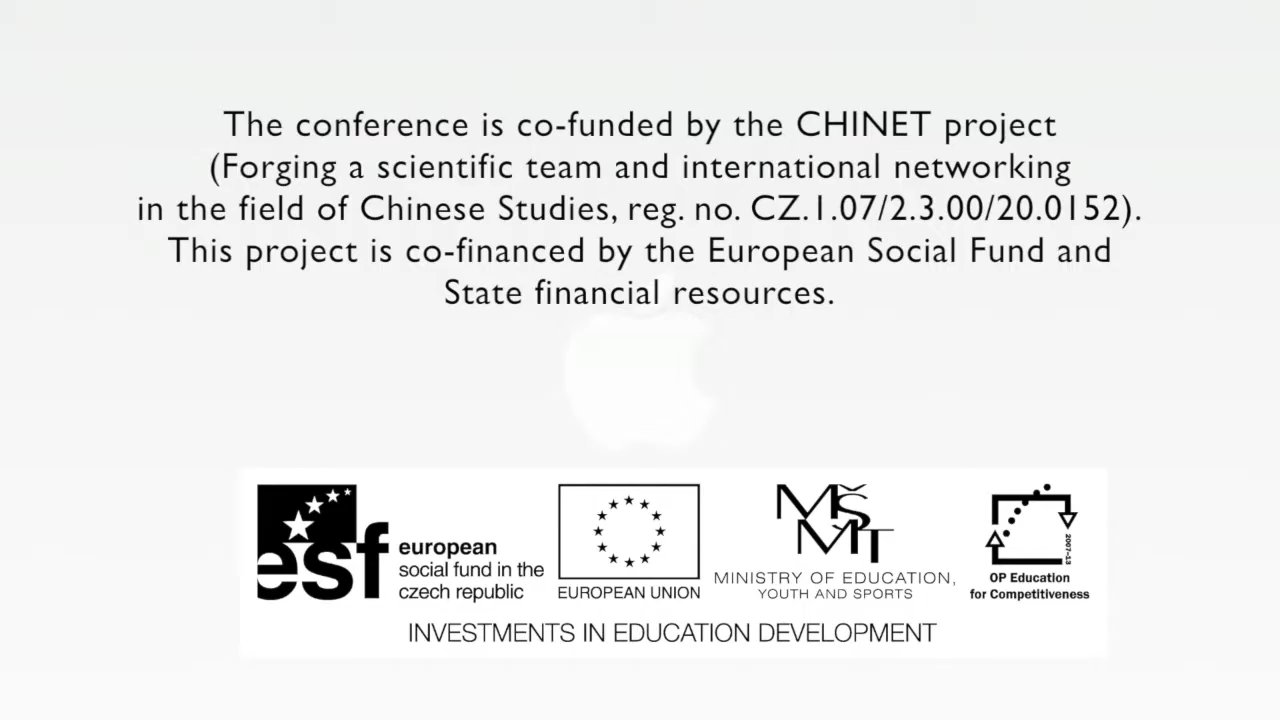 The conference is co-funded by the CHINET project
(Forging a scientific team and international networking
in the field of Chinese Studies, reg. no. CZ.1.07/2.3.00/20.0152).
This project is co-financed by the European Social Fund and
State financial resources.
esf
european
social fund in the
czech republic
EUROPEAN UNION
MŠMT
MINISTRY OF EDUCATION,
YOUTH AND SPORTS
2007-13
OP Education
for Competitiveness
INVESTMENTS IN EDUCATION DEVELOPMENT